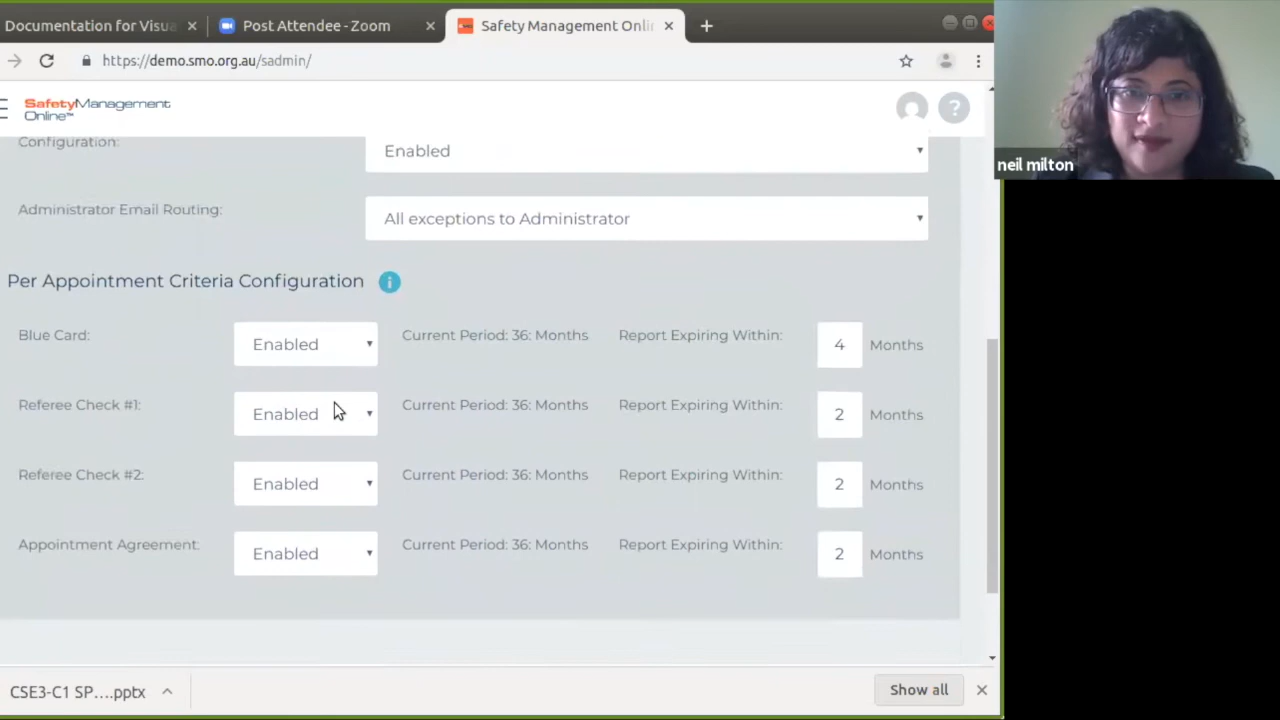 Documentation for Visua
Post Attendee - Zoom
Safety Management Onli
https://demo.smo.org.au/sadmin/
SafetyManagement
Online™
?
neil milton
Configuration:
Enabled
Administrator Email Routing:
All exceptions to Administrator
Per Appointment Criteria Configuration
i
Blue Card:
Enabled
Current Period: 36: Months
Report Expiring Within:
4
Months
Referee Check #1:
Enabled
Current Period: 36: Months
Report Expiring Within:
2
Months
Referee Check #2:
Enabled
Current Period: 36: Months
Report Expiring Within:
2
Months
Appointment Agreement:
Enabled
Current Period: 36: Months
Report Expiring Within:
2
Months
CSE3-C1 SP....pptx
Show all